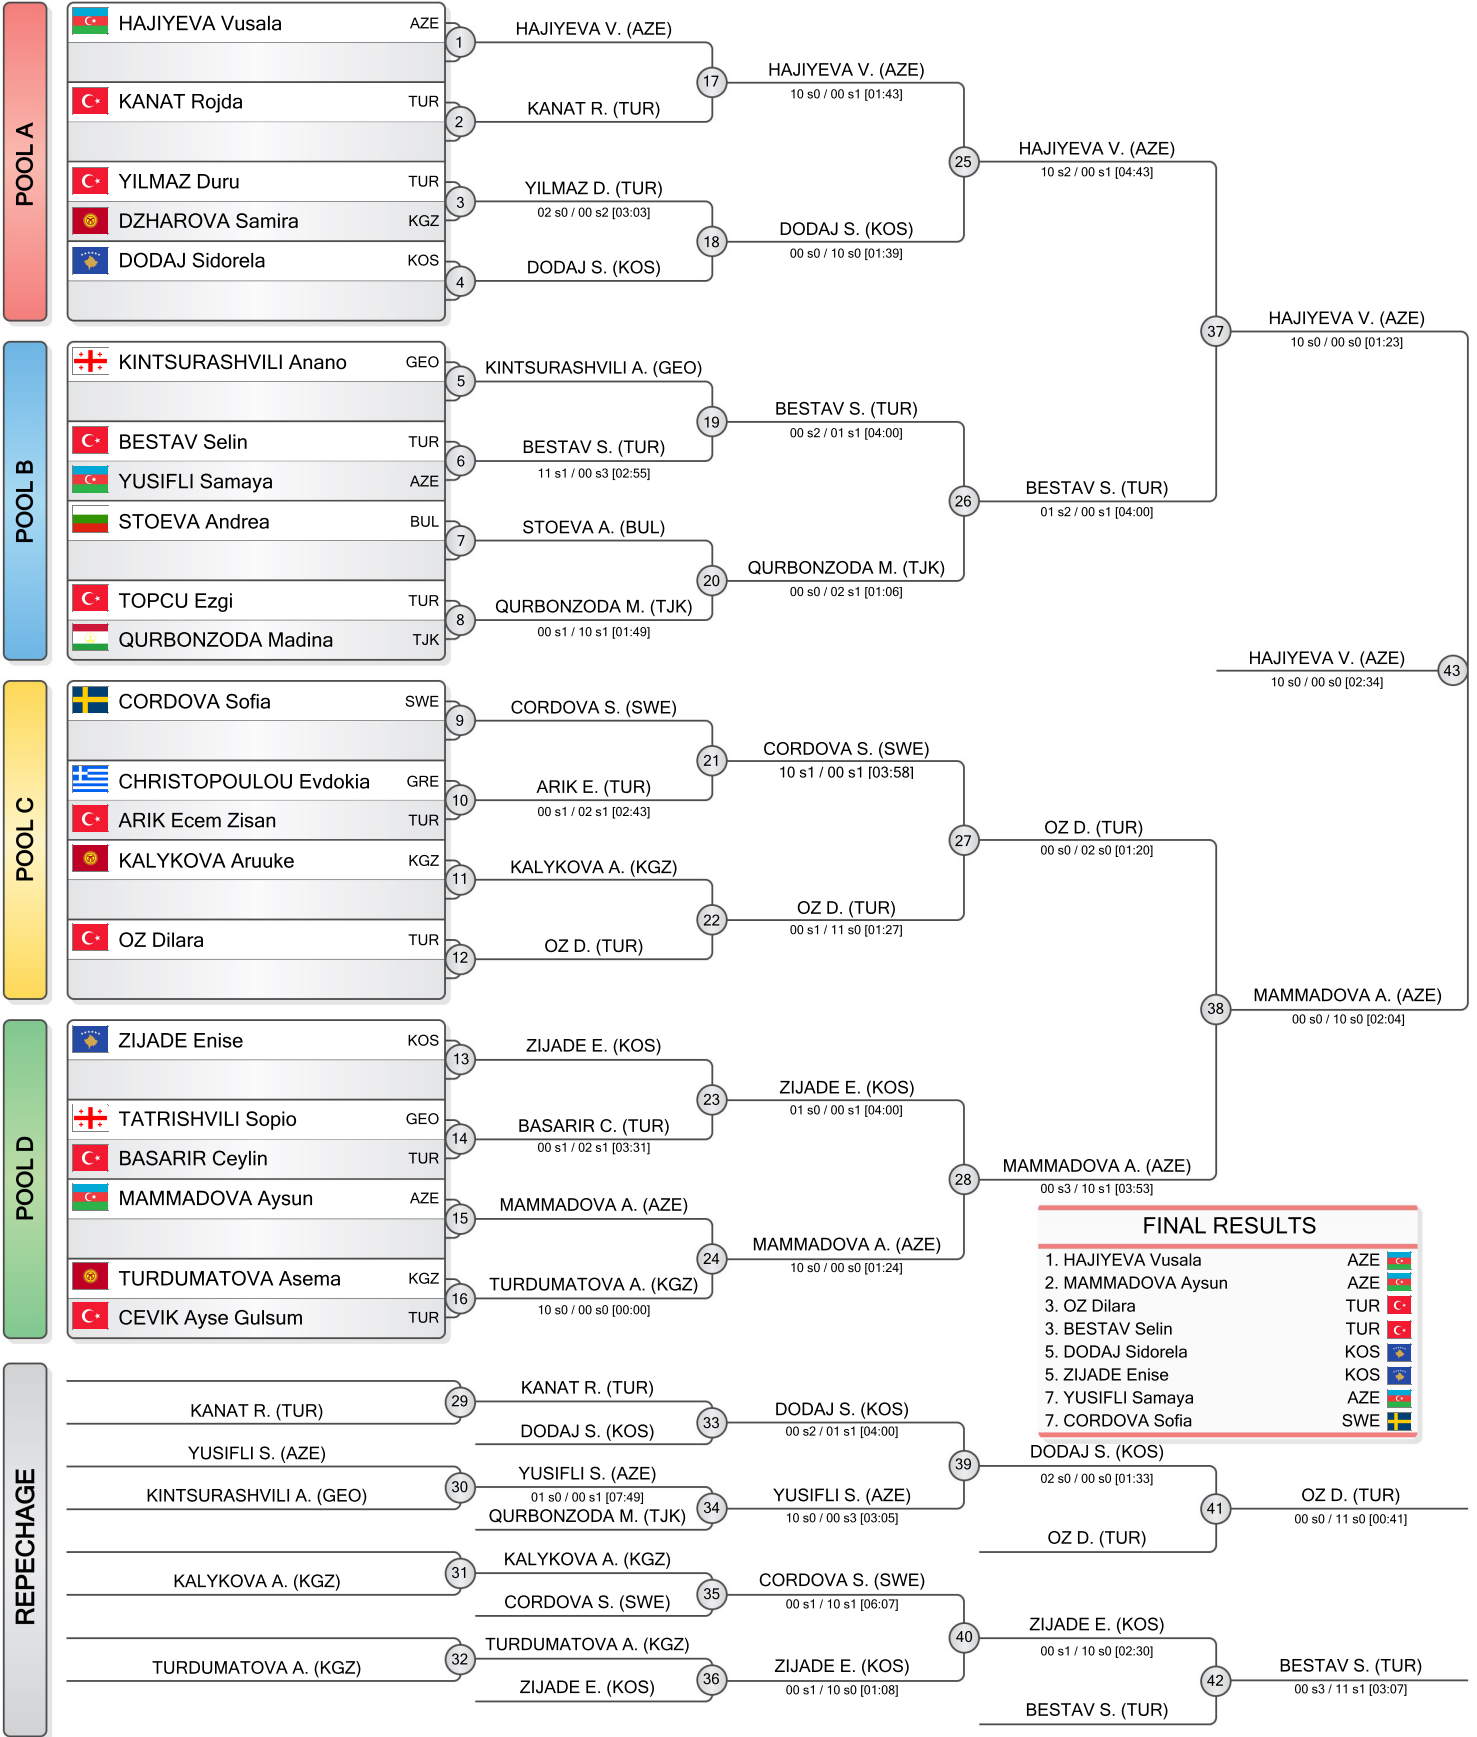 POOL A
HAJIYEVA Vusala AZE
KANAT Rojda TUR
YILMAZ Duru TUR
DZHAROVA Samira KGZ
DODAJ Sidorela KOS
1
HAJIYEVA V. (AZE)
2
KANAT R. (TUR)
3
YILMAZ D. (TUR)
02 s0 / 00 s2 [03:03]
4
DODAJ S. (KOS)
17
HAJIYEVA V. (AZE)
10 s0 / 00 s1 [01:43]
18
DODAJ S. (KOS)
00 s0 / 10 s0 [01:39]
25
HAJIYEVA V. (AZE)
10 s2 / 00 s1 [04:43]
POOL B
KINTSURASHVILI Anano GEO
BESTAV Selin TUR
YUSIFLI Samaya AZE
STOEVA Andrea BUL
TOPCU Ezgi TUR
QURBONZODA Madina TJK
5
KINTSURASHVILI A. (GEO)
6
BESTAV S. (TUR)
11 s1 / 00 s3 [02:55]
7
STOEVA A. (BUL)
8
QURBONZODA M. (TJK)
00 s1 / 10 s1 [01:49]
19
BESTAV S. (TUR)
00 s2 / 01 s1 [04:00]
20
QURBONZODA M. (TJK)
00 s0 / 02 s1 [01:06]
26
BESTAV S. (TUR)
01 s2 / 00 s1 [04:00]
37
HAJIYEVA V. (AZE)
10 s0 / 00 s0 [01:23]
HAJIYEVA V. (AZE)
10 s0 / 00 s0 [02:34]
43
POOL C
CORDOVA Sofia SWE
CHRISTOPOULOU Evdokia GRE
ARIK Ecem Zisan TUR
KALYKOVA Aruuke KGZ
OZ Dilara TUR
9
CORDOVA S. (SWE)
10
ARIK E. (TUR)
00 s1 / 02 s1 [02:43]
11
KALYKOVA A. (KGZ)
12
OZ D. (TUR)
21
CORDOVA S. (SWE)
10 s1 / 00 s1 [03:58]
22
OZ D. (TUR)
00 s1 / 11 s0 [01:27]
27
OZ D. (TUR)
00 s0 / 02 s0 [01:20]
POOL D
ZIJADE Enise KOS
TATRISHVILI Sopio GEO
BASARIR Ceylin TUR
MAMMADOVA Aysun AZE
TURDUMATOVA Asema KGZ
CEVIK Ayse Gulsum TUR
13
ZIJADE E. (KOS)
14
BASARIR C. (TUR)
00 s1 / 02 s1 [03:31]
15
MAMMADOVA A. (AZE)
16
TURDUMATOVA A. (KGZ)
10 s0 / 00 s0 [00:00]
23
ZIJADE E. (KOS)
01 s0 / 00 s1 [04:00]
24
MAMMADOVA A. (AZE)
10 s0 / 00 s0 [01:24]
28
MAMMADOVA A. (AZE)
00 s3 / 10 s1 [03:53]
38
MAMMADOVA A. (AZE)
00 s0 / 10 s0 [02:04]
FINAL RESULTS
1. HAJIYEVA Vusala AZE
2. MAMMADOVA Aysun AZE
3. OZ Dilara TUR
3. BESTAV Selin TUR
5. DODAJ Sidorela KOS
5. ZIJADE Enise KOS
7. YUSIFLI Samaya AZE
7. CORDOVA Sofia SWE
REPECHAGE
KANAT R. (TUR)
29
KANAT R. (TUR)
DODAJ S. (KOS)
YUSIFLI S. (AZE)
KINTSURASHVILI A. (GEO)
30
YUSIFLI S. (AZE)
01 s0 / 00 s1 [07:49]
QURBONZODA M. (TJK)
KALYKOVA A. (KGZ)
31
KALYKOVA A. (KGZ)
CORDOVA S. (SWE)
TURDUMATOVA A. (KGZ)
32
TURDUMATOVA A. (KGZ)
ZIJADE E. (KOS)
33
DODAJ S. (KOS)
00 s2 / 01 s1 [04:00]
34
YUSIFLI S. (AZE)
10 s0 / 00 s3 [03:05]
35
CORDOVA S. (SWE)
00 s1 / 10 s1 [06:07]
36
ZIJADE E. (KOS)
00 s1 / 10 s0 [01:08]
39
DODAJ S. (KOS)
02 s0 / 00 s0 [01:33]
OZ D. (TUR)
40
ZIJADE E. (KOS)
00 s1 / 10 s0 [02:30]
BESTAV S. (TUR)
41
OZ D. (TUR)
00 s0 / 11 s0 [00:41]
42
BESTAV S. (TUR)
00 s3 / 11 s1 [03:07]